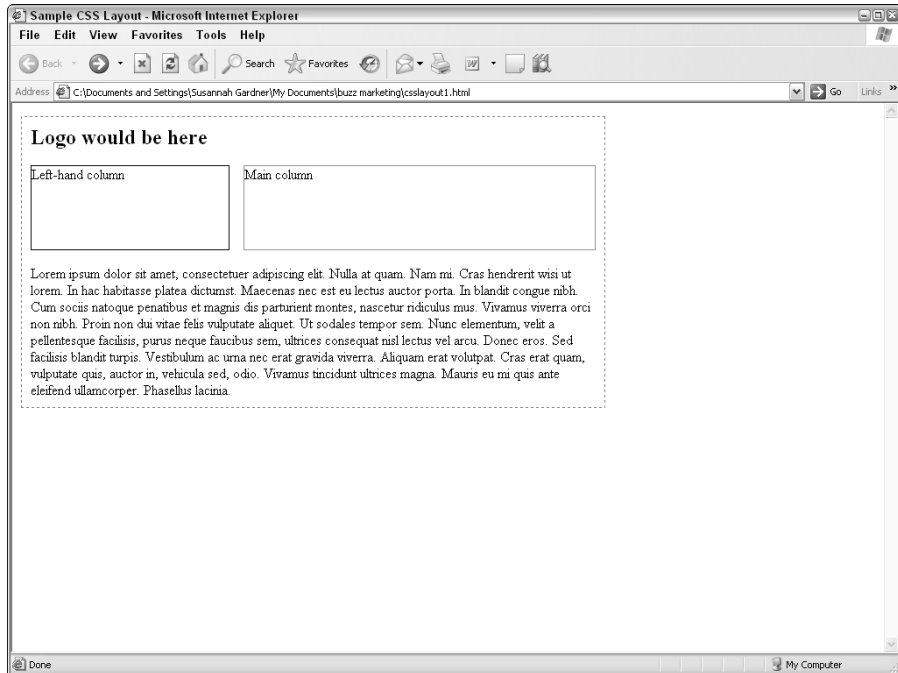 Sample CSS Layout - Microsoft Internet Explorer
File Edit View Favorites Tools Help
Back Search Favorites W
Address C:\Documents and Settings\Susannah Gardner\My Documents\buzz marketing\csslayout1.html Go Links »
Logo would be here
Left-hand column Main column
Lorem ipsum dolor sit amet, consectetuer adipiscing elit. Nulla at quam. Nam mi. Cras hendrerit wisi ut
lorem. In hac habitasse platea dictumst. Maecenas nec est eu lectus auctor porta. In blandit congue nibh.
Cum sociis natoque penatibus et magnis dis parturient montes, nascetur ridiculus mus. Vivamus viverra orci
non nibh. Proin non dui vitae felis vulputate aliquet. Ut sodales tempor sem. Nunc elementum, velit a
pellentesque facilisis, purus neque faucibus sem, ultrices consequat nisl lectus vel arcu. Donec eros. Sed
facilisis blandit turpis. Vestibulum ac urna nec erat gravida viverra. Aliquam erat volutpat. Cras erat quam,
vulputate quis, auctor in, vehicula sed, odio. Vivamus tincidunt ultrices magna. Mauris eu mi quis ante
eleifend ullamcorper. Phasellus lacinia.
Done My Computer